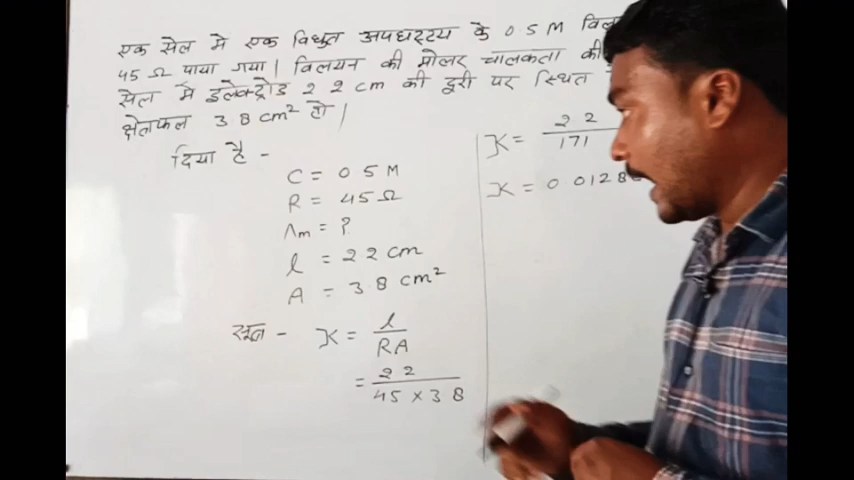 एक सेल मे एक विधुत अपघट्टय के 0 5 M
45 Ω पाया गया | विलयन की मोलर चालकता की
सेल मे इलेक्ट्रोड 2 2 cm की दूरी पर स्थित
क्षेत्रफल 3 8 cm² हो |
दिया है -
C = 0 5 M
R = 45 Ω
Λm = ?
l = 2 2 cm
A = 3 8 cm²
सूत्र - K = l
RA
= 2 2
45 × 3 8
K = 2 2
171
K = 0 0128